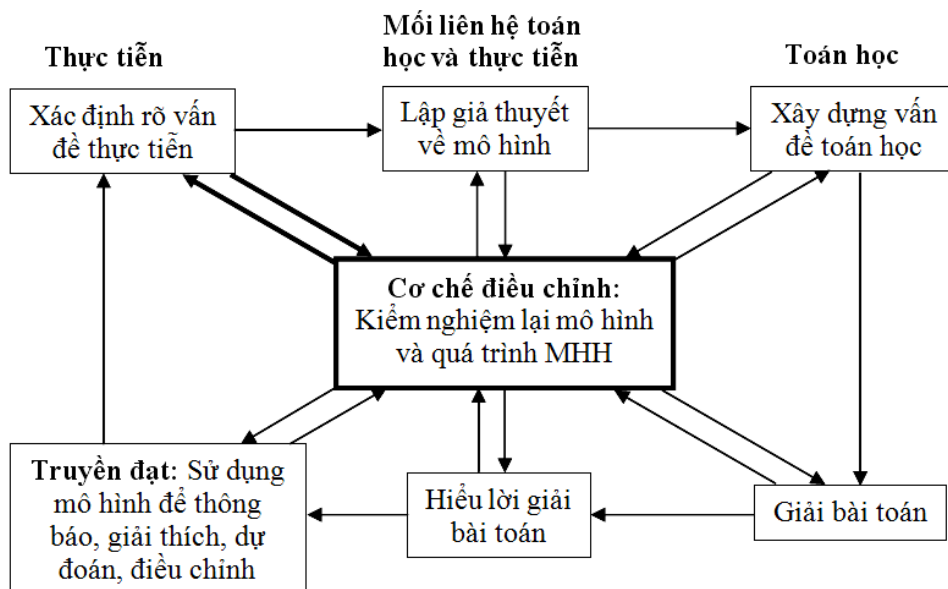 Thực tiễn
Mối liên hệ toán
học và thực tiễn
Toán học
Xác định rõ vấn
đề thực tiễn
Lập giả thuyết
về mô hình
Xây dựng vấn
đề toán học
Cơ chế điều chỉnh:
Kiểm nghiệm lại mô hình
và quá trình MHH
Truyền đạt: Sử dụng
mô hình để thông
báo, giải thích, dự
đoán, điều chỉnh
Hiểu lời giải
bài toán
Giải bài toán